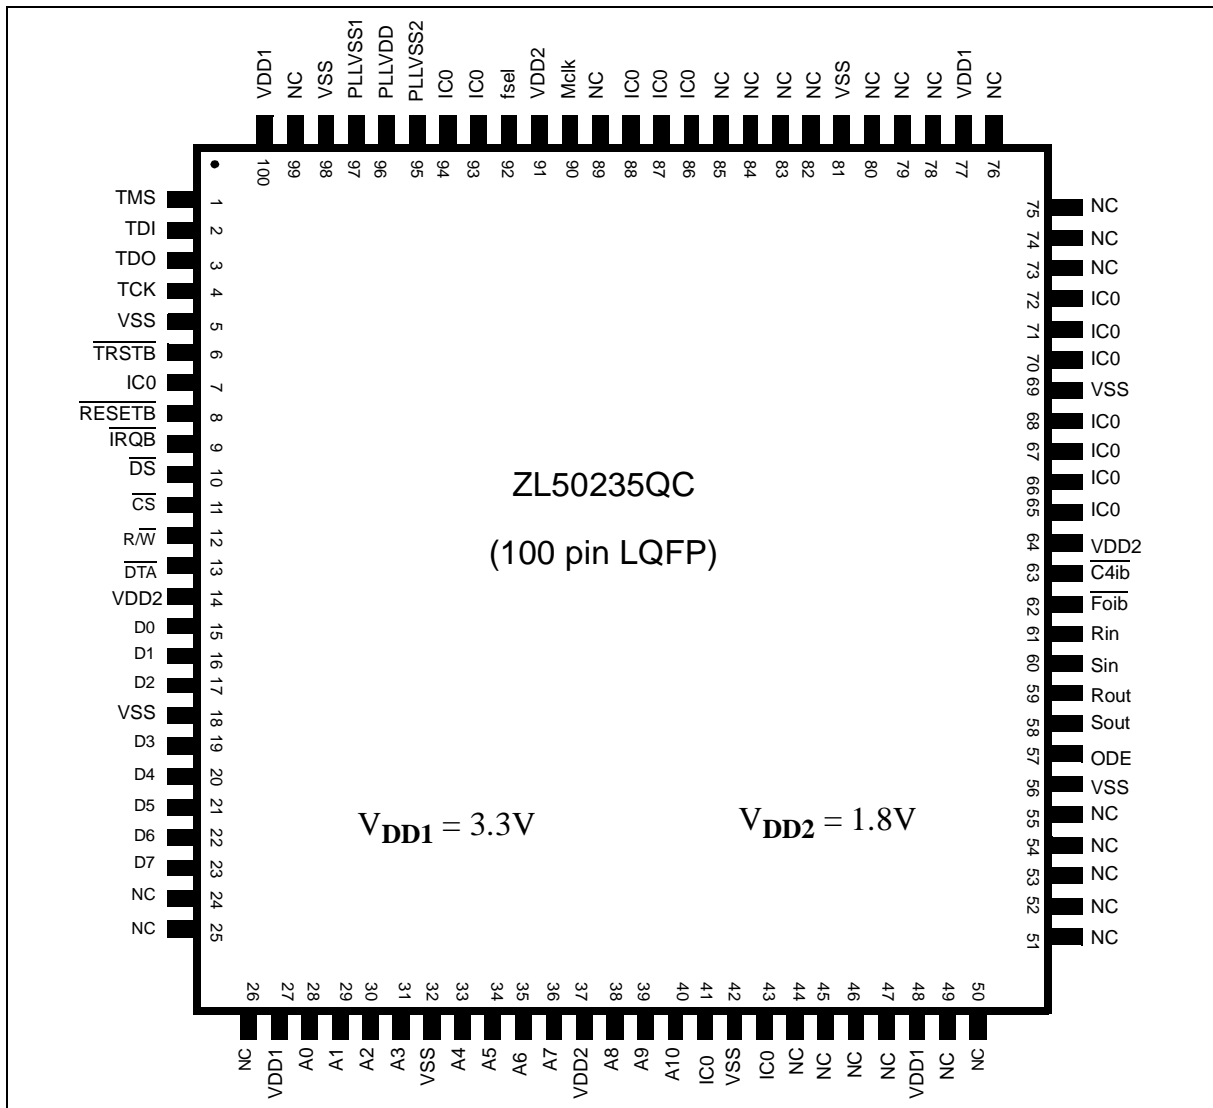 VDD1
NC
VSS
PLLVSS1
PLLVDD
PLLVSS2
IC0
IC0
fsel
VDD2
Mclk
NC
IC0
IC0
IC0
NC
NC
NC
NC
VSS
NC
NC
NC
VDD1
NC
100
99
98
97
96
95
94
93
92
91
90
89
88
87
86
85
84
83
82
81
80
79
78
77
76
TMS 1
TDI 2
TDO 3
TCK 4
VSS 5
TRSTB 6
IC0 7
RESETB 8
IRQB 9
DS 10
CS 11
R/W 12
DTA 13
VDD2 14
D0 15
D1 16
D2 17
VSS 18
D3 19
D4 20
D5 21
D6 22
D7 23
NC 24
NC 25
ZL50235QC
(100 pin LQFP)
VDD1 = 3.3V
VDD2 = 1.8V
75 NC
74 NC
73 NC
72 IC0
71 IC0
70 IC0
69 VSS
68 IC0
67 IC0
66 IC0
65 IC0
64 VDD2
63 C4ib
62 Foib
61 Rin
60 Sin
59 Rout
58 Sout
57 ODE
56 VSS
55 NC
54 NC
53 NC
52 NC
51 NC
26
27
28
29
30
31
32
33
34
35
36
37
38
39
40
41
42
43
44
45
46
47
48
49
50
NC
VDD1
A0
A1
A2
A3
VSS
A4
A5
A6
A7
VDD2
A8
A9
A10
IC0
VSS
IC0
NC
NC
NC
NC
VDD1
NC
NC